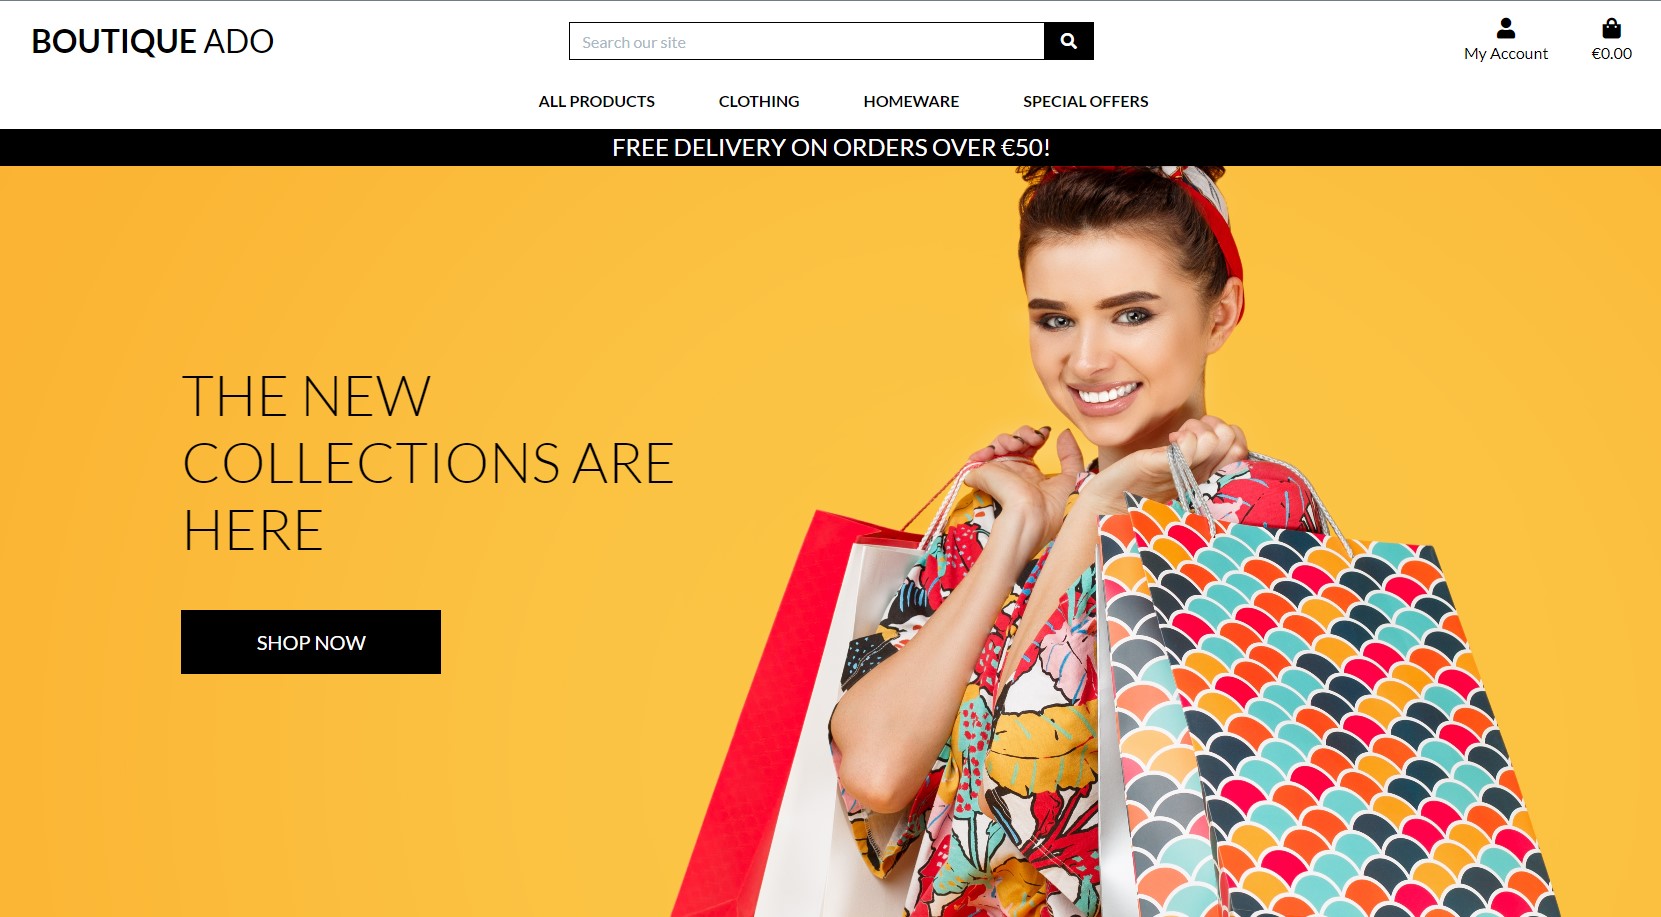 BOUTIQUE ADO
Search our site
My Account
€0.00
ALL PRODUCTS
CLOTHING
HOMEWARE
SPECIAL OFFERS
FREE DELIVERY ON ORDERS OVER €50!
THE NEW
COLLECTIONS ARE
HERE
SHOP NOW